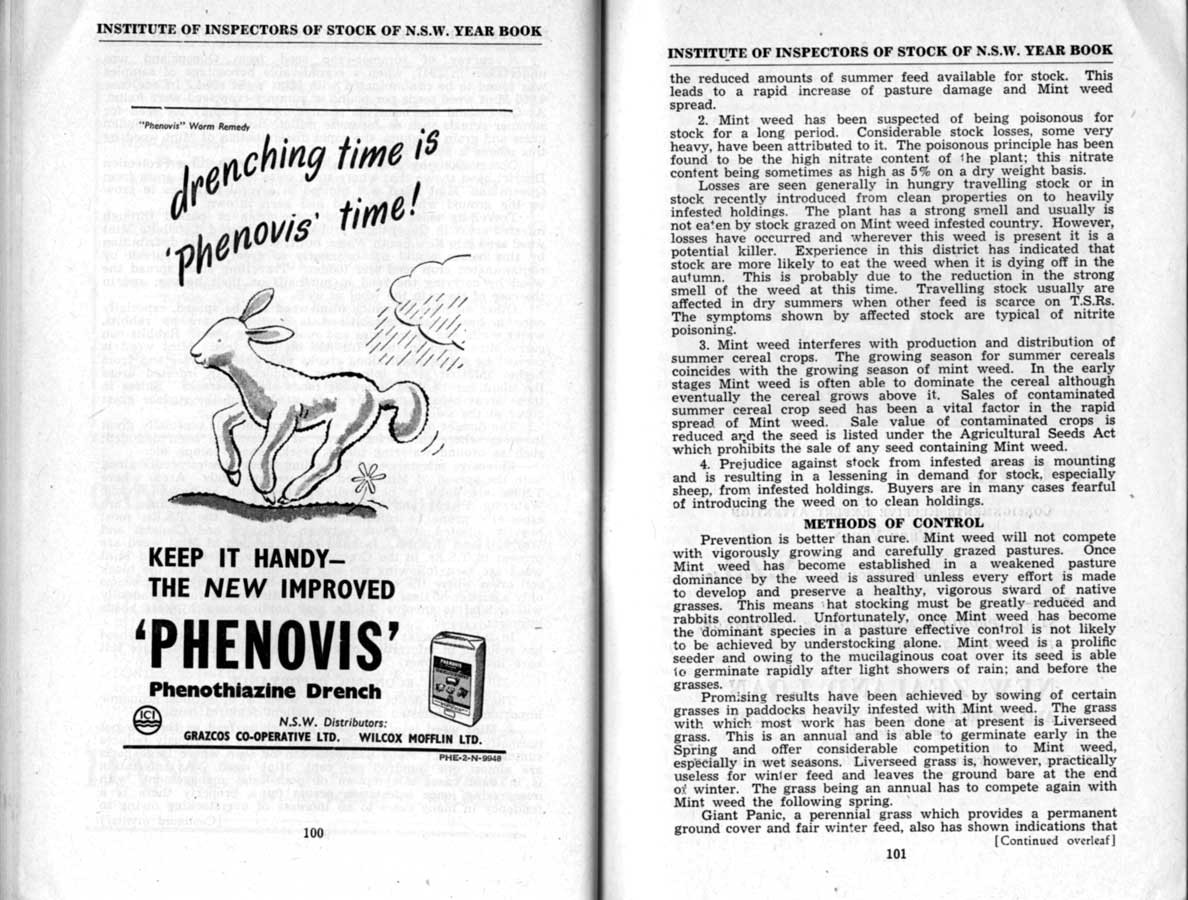 INSTITUTE OF INSPECTORS OF STOCK OF N.S.W. YEAR BOOK
"Phenovis" Worm Remedy
drenching time is
'phenovis' time!
KEEP IT HANDY—
THE NEW IMPROVED
'PHENOVIS'
Phenothiazine Drench
PHENOVIS
ICI
N.S.W. Distributors:
GRAZCOS CO-OPERATIVE LTD. WILCOX MOFFLIN LTD.
PHE-2-N-9948
100
INSTITUTE OF INSPECTORS OF STOCK OF N.S.W. YEAR BOOK
the reduced amounts of summer feed available for stock. This
leads to a rapid increase of pasture damage and Mint weed
spread.
2. Mint weed has been suspected of being poisonous for
stock for a long period. Considerable stock losses, some very
heavy, have been attributed to it. The poisonous principle has been
found to be the high nitrate content of the plant; this nitrate
content being sometimes as high as 5% on a dry weight basis.
Losses are seen generally in hungry travelling stock or in
stock recently introduced from clean properties on to heavily
infested holdings. The plant has a strong smell and usually is
not eaten by stock grazed on Mint weed infested country. However,
losses have occurred and wherever this weed is present it is a
potential killer. Experience in this district has indicated that
stock are more likely to eat the weed when it is dying off in the
autumn. This is probably due to the reduction in the strong
smell of the weed at this time. Travelling stock usually are
affected in dry summers when other feed is scarce on T.S.Rs.
The symptoms shown by affected stock are typical of nitrite
poisoning.
3. Mint weed interferes with production and distribution of
summer cereal crops. The growing season for summer cereals
coincides with the growing season of mint weed. In the early
stages Mint weed is often able to dominate the cereal although
eventually the cereal grows above it. Sales of contaminated
summer cereal crop seed has been a vital factor in the rapid
spread of Mint weed. Sale value of contaminated crops is
reduced and the seed is listed under the Agricultural Seeds Act
which prohibits the sale of any seed containing Mint weed.
4. Prejudice against stock from infested areas is mounting
and is resulting in a lessening in demand for stock, especially
sheep, from infested holdings. Buyers are in many cases fearful
of introducing the weed on to clean holdings.
METHODS OF CONTROL
Prevention is better than cure. Mint weed will not compete
with vigorously growing and carefully grazed pastures. Once
Mint weed has become established in a weakened pasture
dominance by the weed is assured unless every effort is made
to develop and preserve a healthy, vigorous sward of native
grasses. This means that stocking must be greatly reduced and
rabbits controlled. Unfortunately, once Mint weed has become
the dominant species in a pasture effective control is not likely
to be achieved by understocking alone. Mint weed is a prolific
seeder and owing to the mucilaginous coat over its seed is able
to germinate rapidly after light showers of rain; and before the
grasses.
Promising results have been achieved by sowing of certain
grasses in paddocks heavily infested with Mint weed. The grass
with which most work has been done at present is Liverseed
grass. This is an annual and is able to germinate early in the
Spring and offer considerable competition to Mint weed,
especially in wet seasons. Liverseed grass is, however, practically
useless for winter feed and leaves the ground bare at the end
of winter. The grass being an annual has to compete again with
Mint weed the following spring.
Giant Panic, a perennial grass which provides a permanent
ground cover and fair winter feed, also has shown indications that
[Continued overleaf]
101